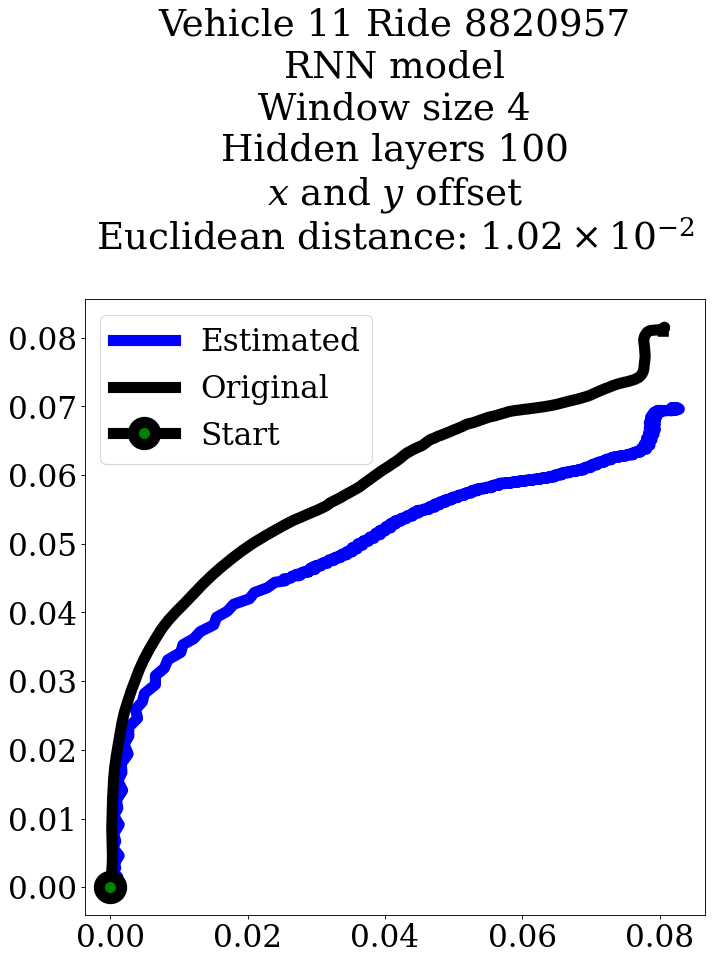 Vehicle 11 Ride 8820957
RNN model
Window size 4
Hidden layers 100
x and y offset
Euclidean distance: 1.02 × 10⁻²
Estimated
Original
Start
0.08
0.07
0.06
0.05
0.04
0.03
0.02
0.01
0.00
0.00 0.02 0.04 0.06 0.08